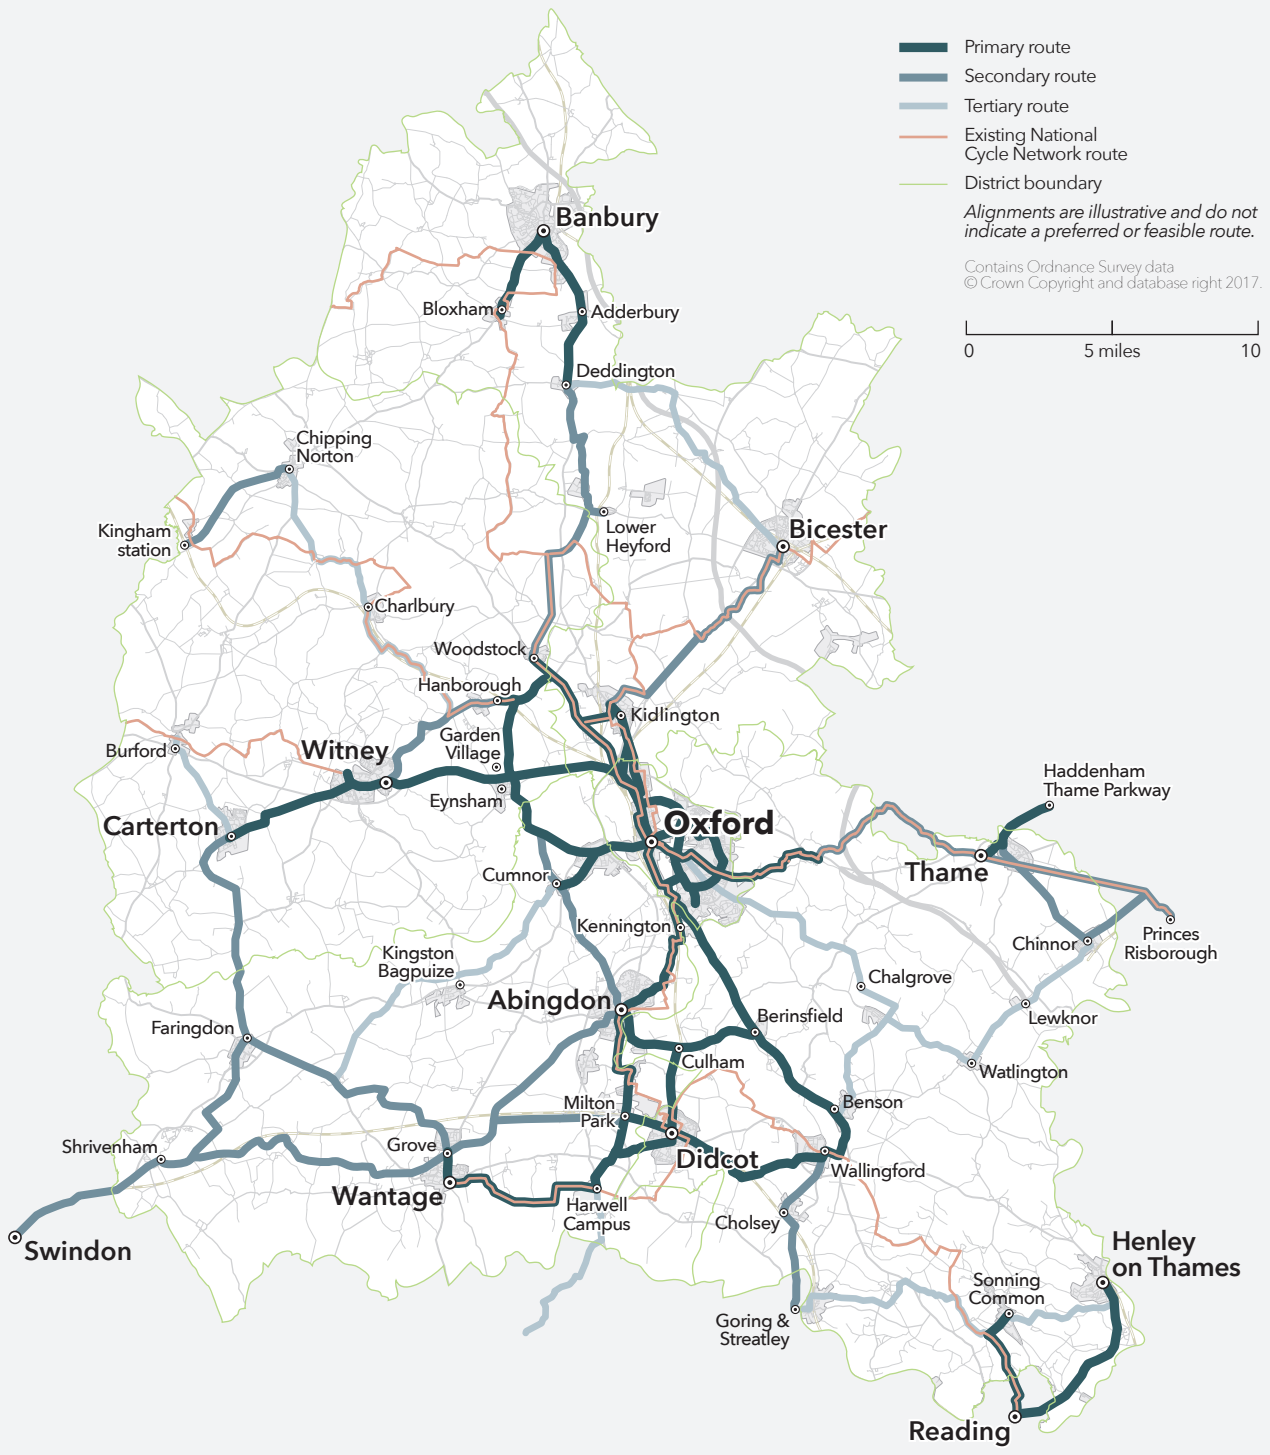 Primary route
Secondary route
Tertiary route
Existing National
Cycle Network route
District boundary
Alignments are illustrative and do not
indicate a preferred or feasible route.
Contains Ordnance Survey data
© Crown Copyright and database right 2017.
0
5 miles
10
Banbury
Bloxham
Adderbury
Deddington
Chipping
Norton
Kingham
station
Lower
Heyford
Bicester
Charlbury
Woodstock
Hanborough
Kidlington
Garden
Village
Witney
Burford
Eynsham
Haddenham
Thame Parkway
Carterton
Oxford
Thame
Cumnor
Kennington
Chinnor
Princes
Risborough
Kingston
Bagpuize
Chalgrove
Abingdon
Berinsfield
Lewknor
Faringdon
Culham
Watlington
Milton
Park
Benson
Shrivenham
Grove
Didcot
Wallingford
Wantage
Harwell
Campus
Cholsey
Swindon
Henley
on Thames
Sonning
Common
Goring &
Streatley
Reading